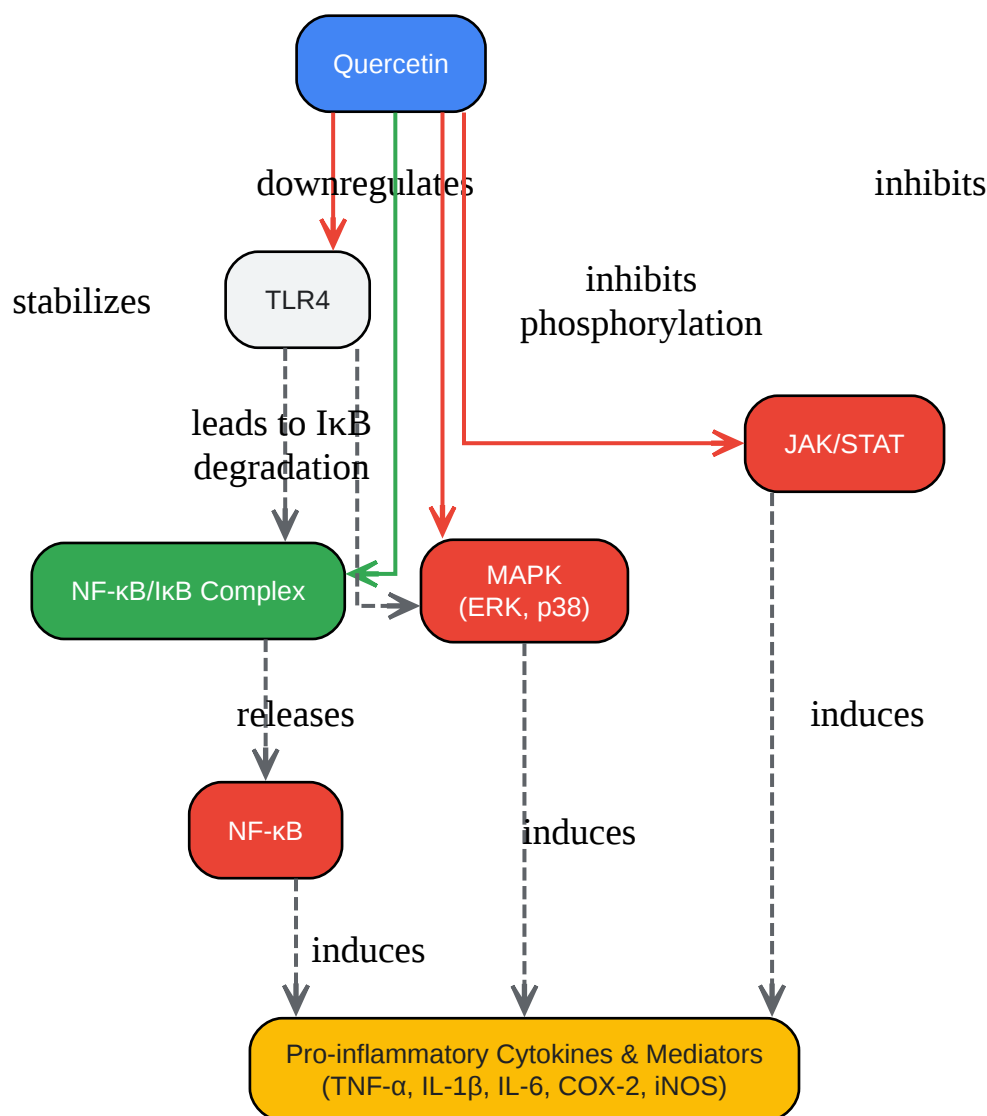 Quercetin
downregulates
inhibits
stabilizes
TLR4
inhibits
phosphorylation
leads to IκB
degradation
JAK/STAT
NF-κB/IκB Complex
MAPK
(ERK, p38)
releases
induces
NF-κB
induces
induces
Pro-inflammatory Cytokines & Mediators
(TNF-α, IL-1β, IL-6, COX-2, iNOS)